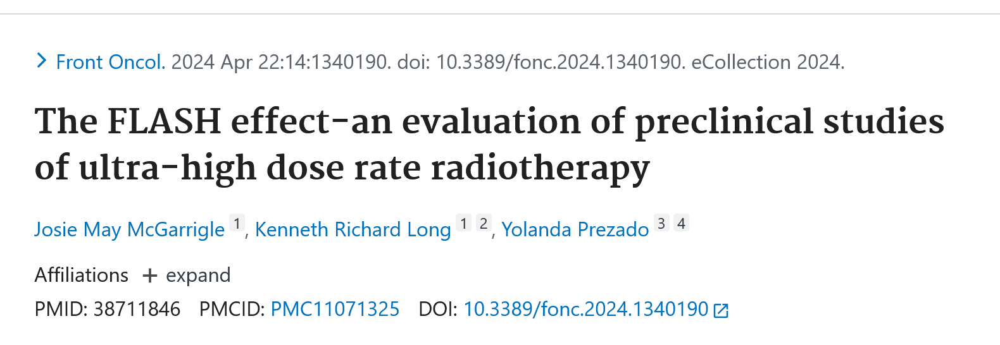 Front Oncol. 2024 Apr 22:14:1340190. doi: 10.3389/fonc.2024.1340190. eCollection 2024.
The FLASH effect-an evaluation of preclinical studies
of ultra-high dose rate radiotherapy
Josie May McGarrigle 1, Kenneth Richard Long 1 2, Yolanda Prezado 3 4
Affiliations + expand
PMID: 38711846 PMCID: PMC11071325 DOI: 10.3389/fonc.2024.1340190